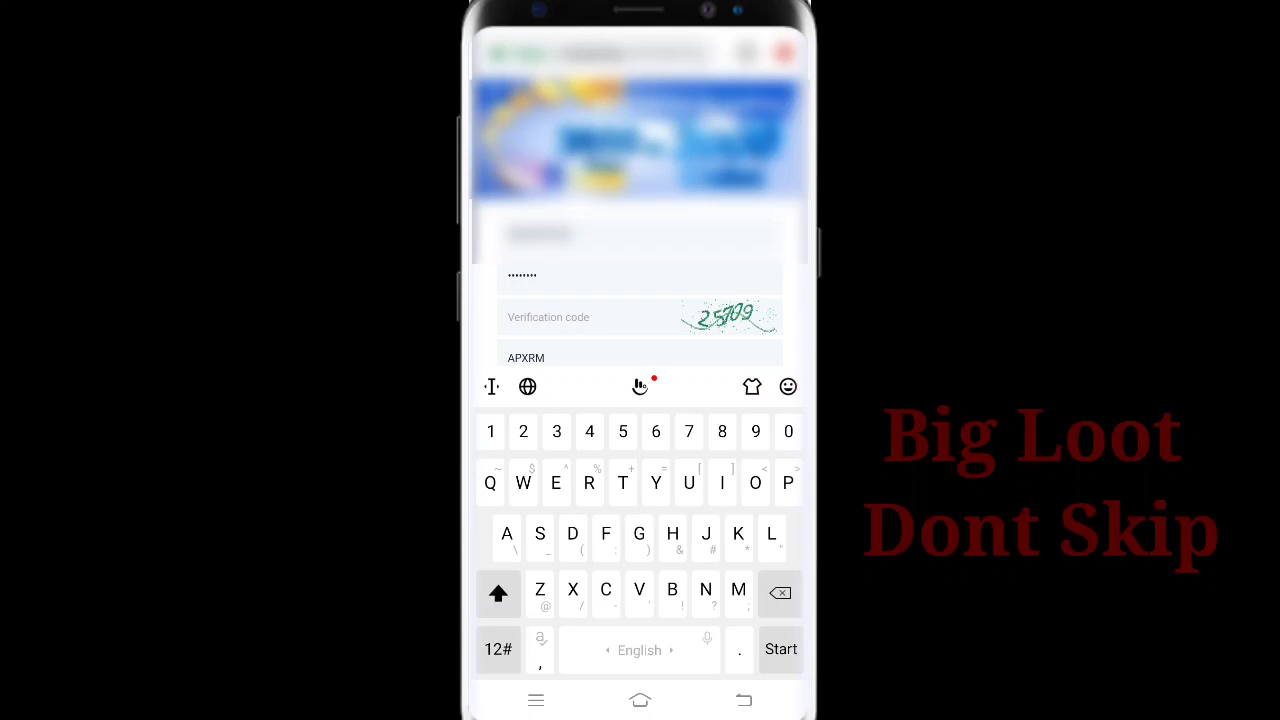 ••••••••
Verification code
25709
APXRM
1 2 3 4 5 6 7 8 9 0
~ $ ^ % + = [ ] < >
Q W E R T Y U I O P
A S D F G H J K L
\ _ ( : ) & # * "
Z X C V B N M
@ / - ' ! ? ;
12# a , English . Start
Big Loot
Dont Skip